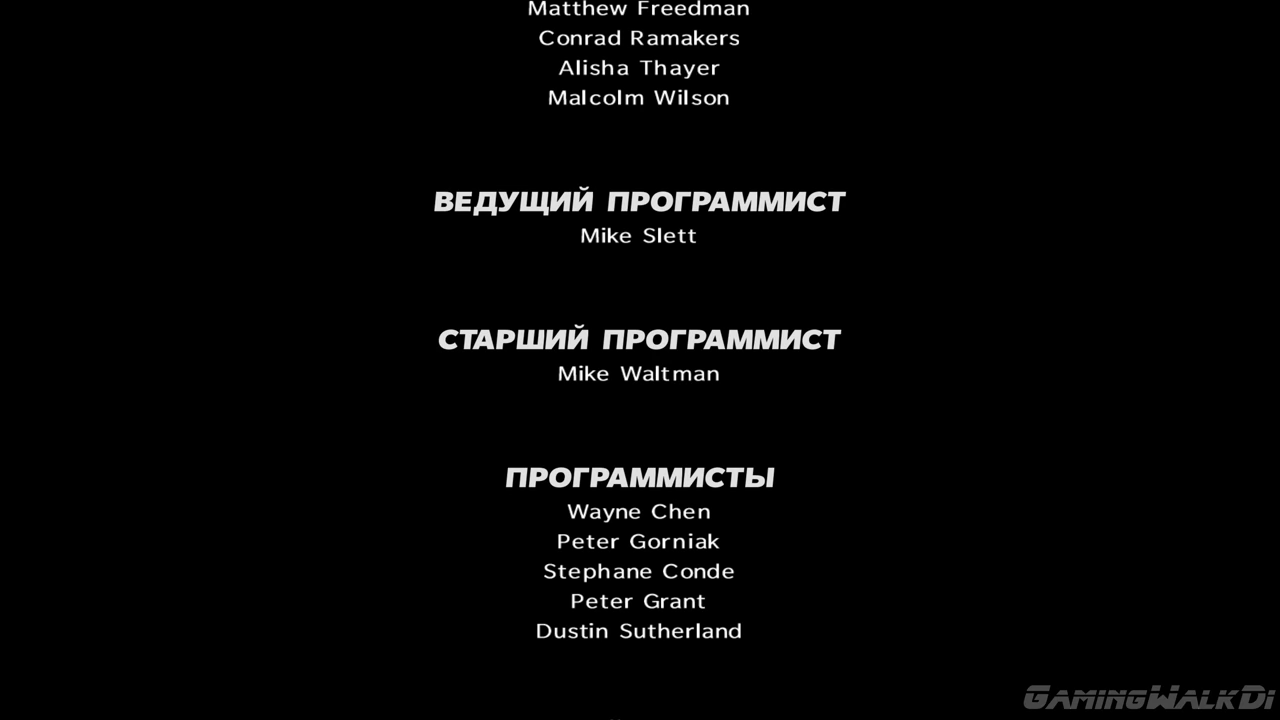 Matthew Freedman
Conrad Ramakers
Alisha Thayer
Malcolm Wilson
ВЕДУЩИЙ ПРОГРАММИСТ
Mike Slett
СТАРШИЙ ПРОГРАММИСТ
Mike Waltman
ПРОГРАММИСТЫ
Wayne Chen
Peter Gorniak
Stephane Conde
Peter Grant
Dustin Sutherland
GamingWalkDi